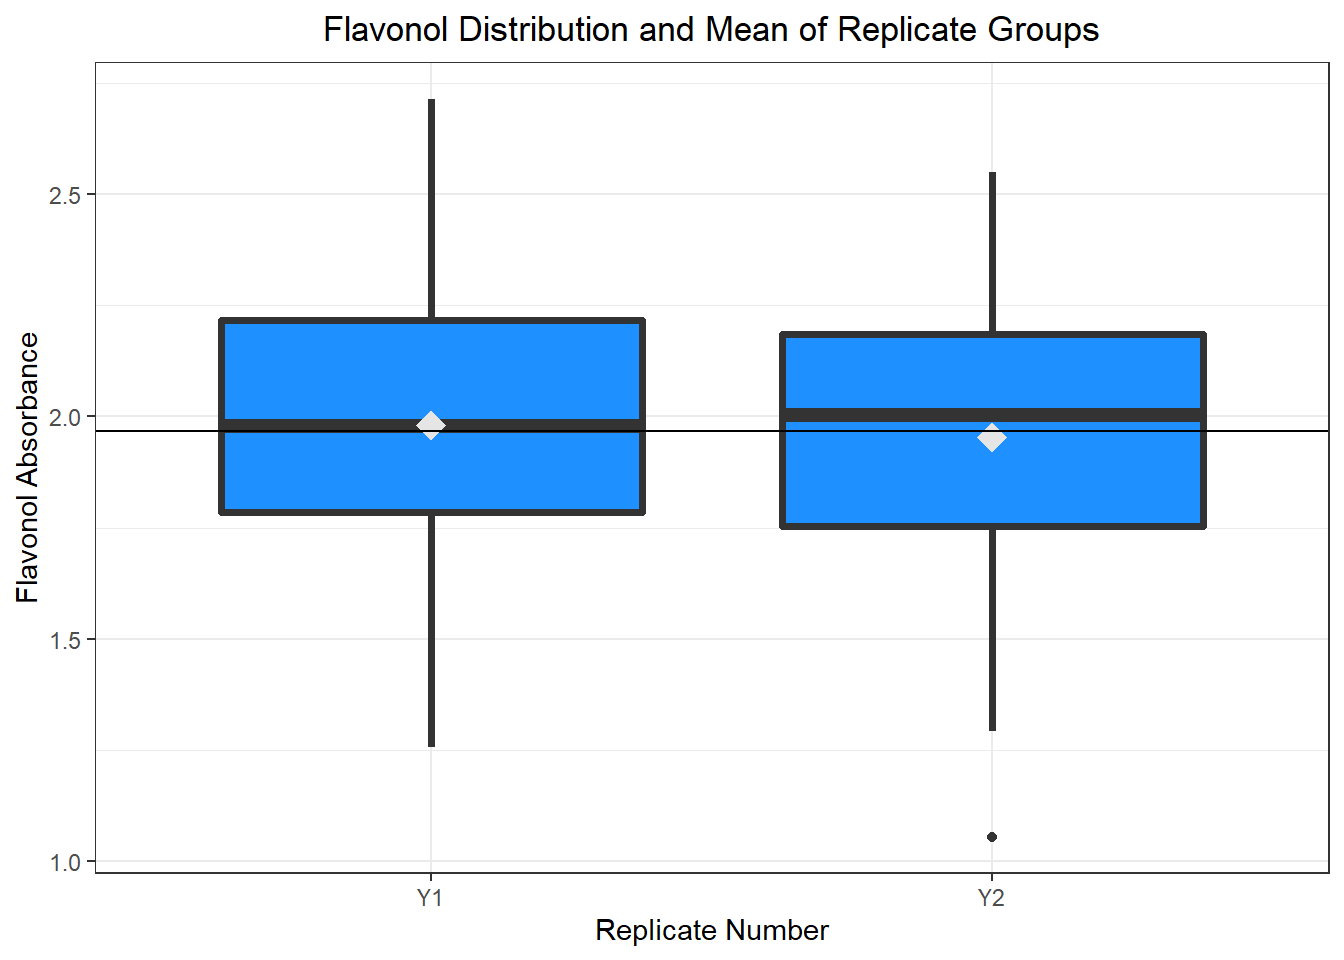 Flavonol Distribution and Mean of Replicate Groups
Flavonol Absorbance
2.5
2.0
1.5
1.0
Y1
Y2
Replicate Number